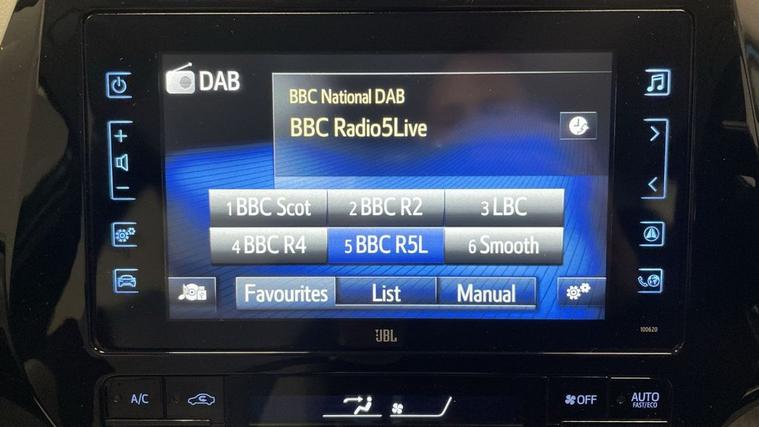 DAB
BBC National DAB
BBC Radio5Live
1 BBC Scot
2 BBC R2
3 LBC
4 BBC R4
5 BBC R5L
6 Smooth
Favourites
List
Manual
JBL
100620
A/C
OFF
AUTO
FAST/ECO